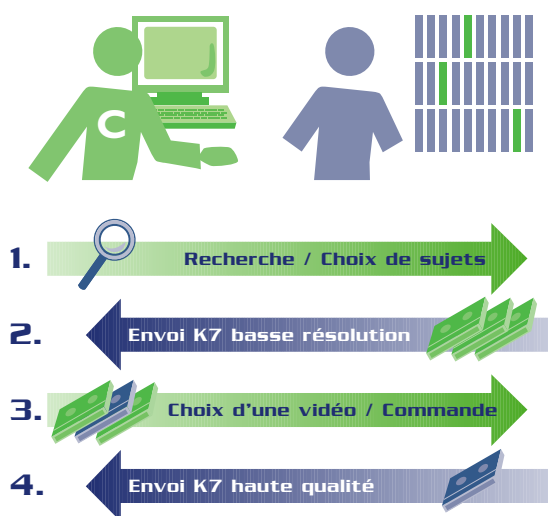 C
1. Recherche / Choix de sujets
2. Envoi K7 basse résolution
3. Choix d'une vidéo / Commande
4. Envoi K7 haute qualité